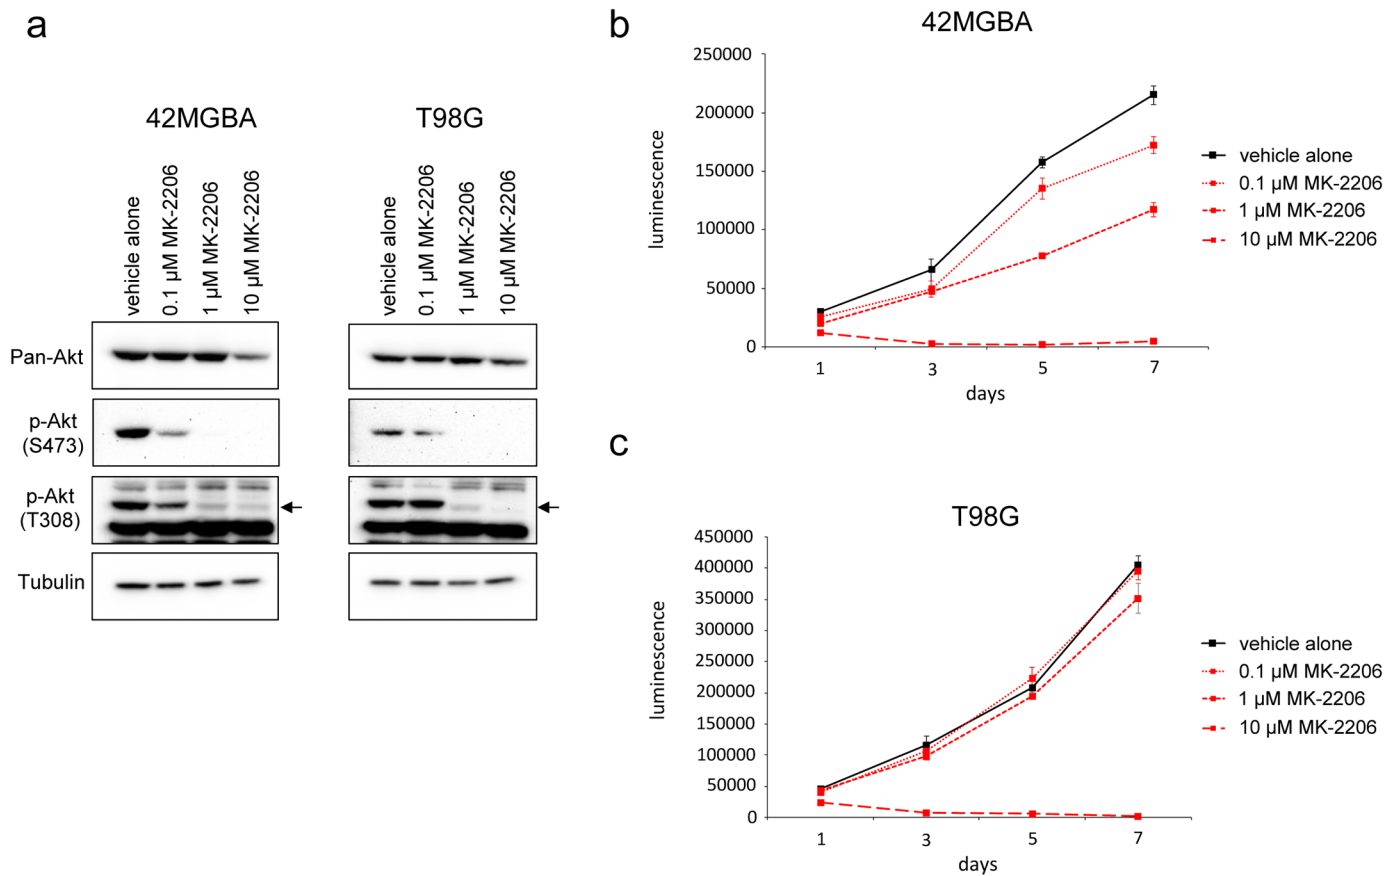 a
42MGBA
T98G
vehicle alone
0.1 µM MK-2206
1 µM MK-2206
10 µM MK-2206
vehicle alone
0.1 µM MK-2206
1 µM MK-2206
10 µM MK-2206
Pan-Akt
p-Akt
(S473)
p-Akt
(T308)
Tubulin
b
42MGBA
250000
200000
150000
100000
50000
0
luminescence
1 3 5 7
days
vehicle alone
0.1 µM MK-2206
1 µM MK-2206
10 µM MK-2206
c
T98G
450000
400000
350000
300000
250000
200000
150000
100000
50000
0
luminescence
1 3 5 7
days
vehicle alone
0.1 µM MK-2206
1 µM MK-2206
10 µM MK-2206